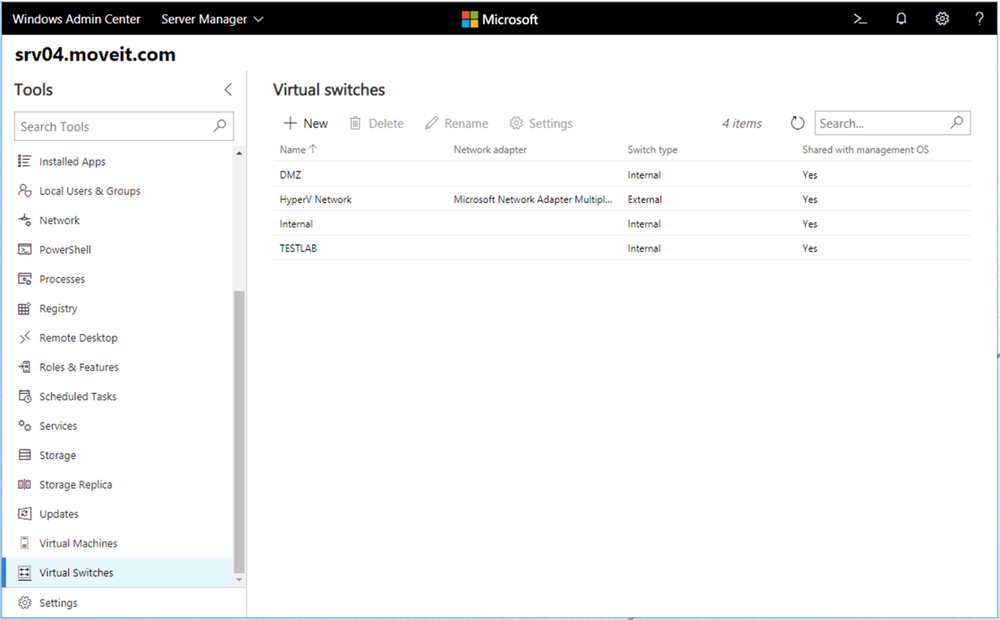 Windows Admin Center Server Manager Microsoft ?
srv04.moveit.com
Tools
Search Tools
Installed Apps
Local Users & Groups
Network
PowerShell
Processes
Registry
Remote Desktop
Roles & Features
Scheduled Tasks
Services
Storage
Storage Replica
Updates
Virtual Machines
Virtual Switches
Settings
Virtual switches
New Delete Rename Settings 4 items Search...
Name Network adapter Switch type Shared with management OS
DMZ Internal Yes
HyperV Network Microsoft Network Adapter Multipl... External Yes
Internal Internal Yes
TESTLAB Internal Yes